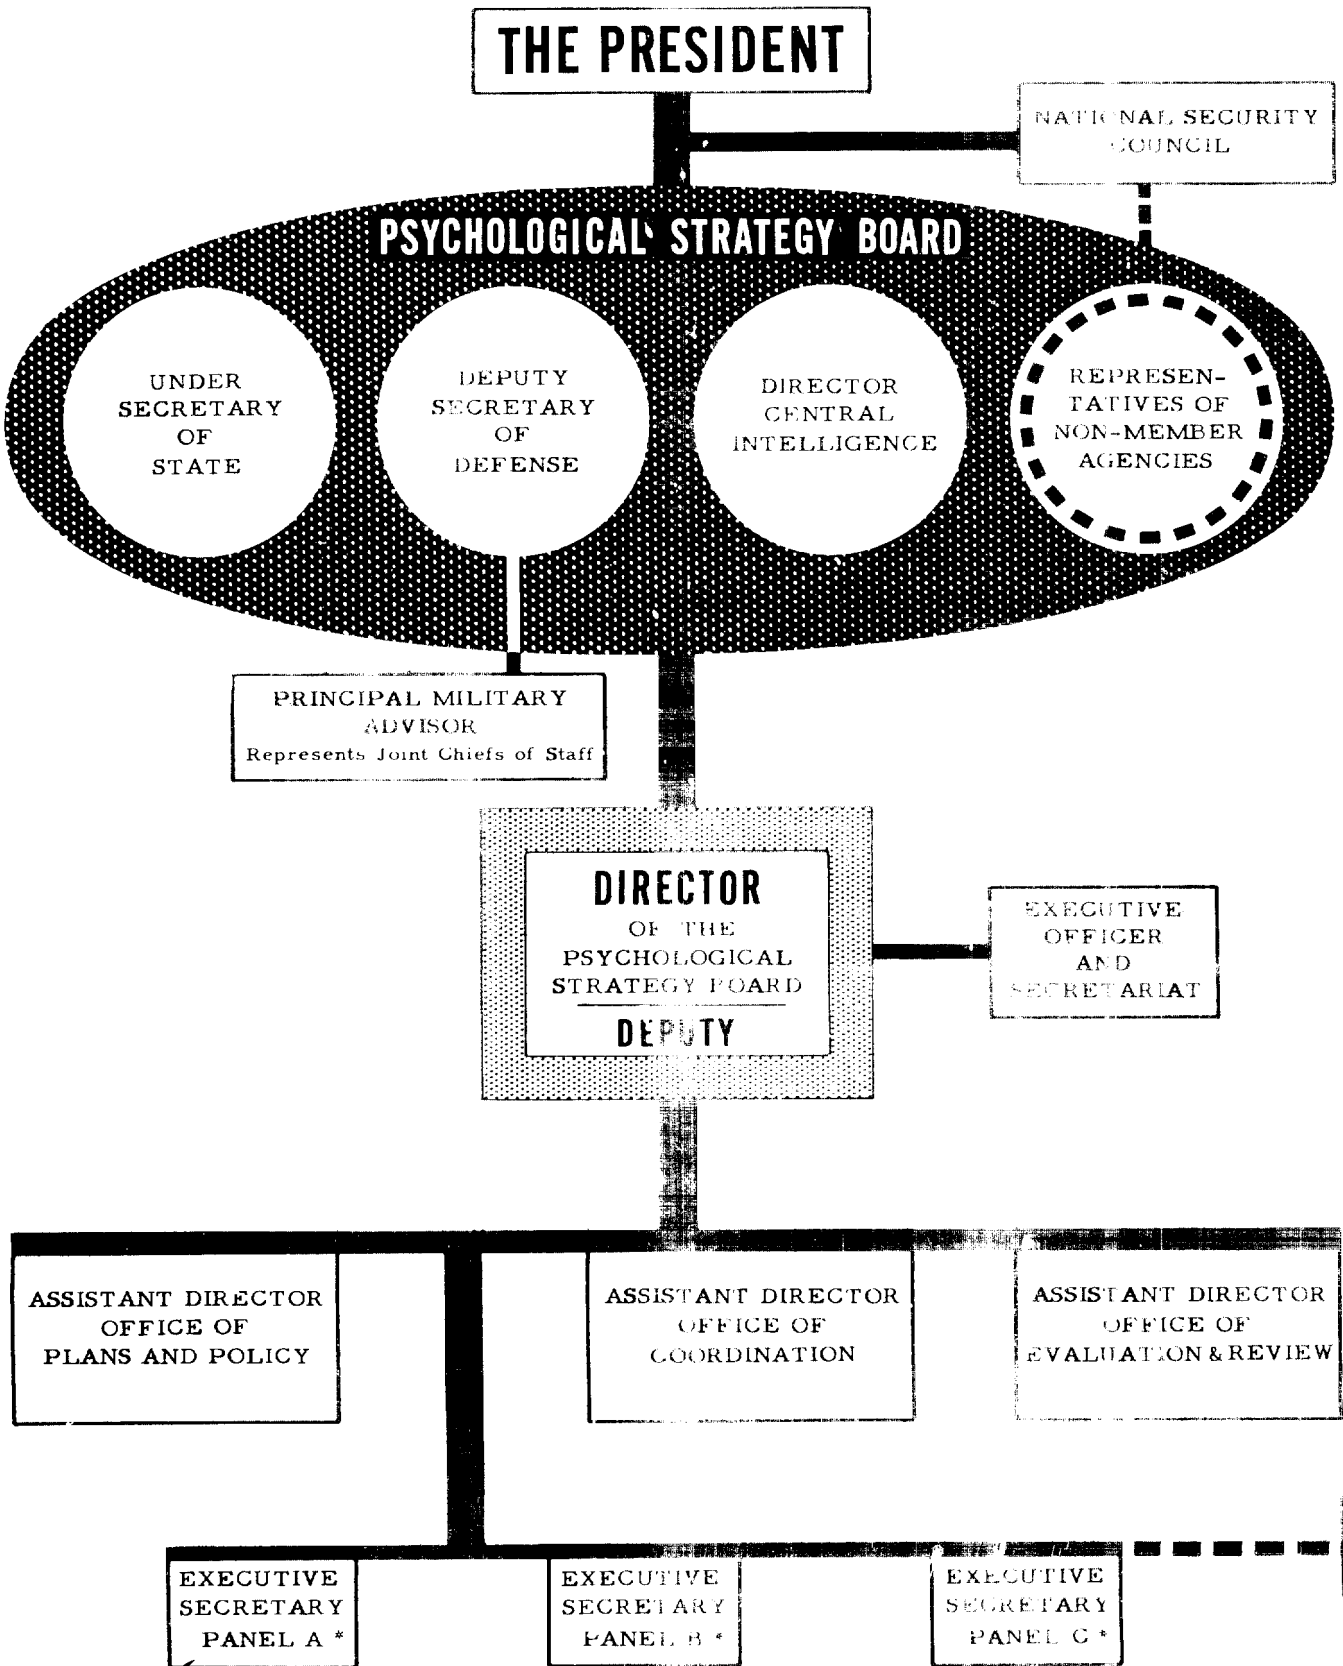 THE PRESIDENT
NATIONAL SECURITY
COUNCIL
PSYCHOLOGICAL STRATEGY BOARD
UNDER
SECRETARY
OF
STATE
DEPUTY
SECRETARY
OF
DEFENSE
DIRECTOR
CENTRAL
INTELLIGENCE
REPRESEN-
TATIVES OF
NON-MEMBER
AGENCIES
PRINCIPAL MILITARY
ADVISOR
Represents Joint Chiefs of Staff
DIRECTOR
OF THE
PSYCHOLOGICAL
STRATEGY BOARD
DEPUTY
EXECUTIVE
OFFICER
AND
SECRETARIAT
ASSISTANT DIRECTOR
OFFICE OF
PLANS AND POLICY
ASSISTANT DIRECTOR
OFFICE OF
COORDINATION
ASSISTANT DIRECTOR
OFFICE OF
EVALUATION & REVIEW
EXECUTIVE
SECRETARY
PANEL A *
EXECUTIVE
SECRETARY
PANEL B *
EXECUTIVE
SECRETARY
PANEL C *